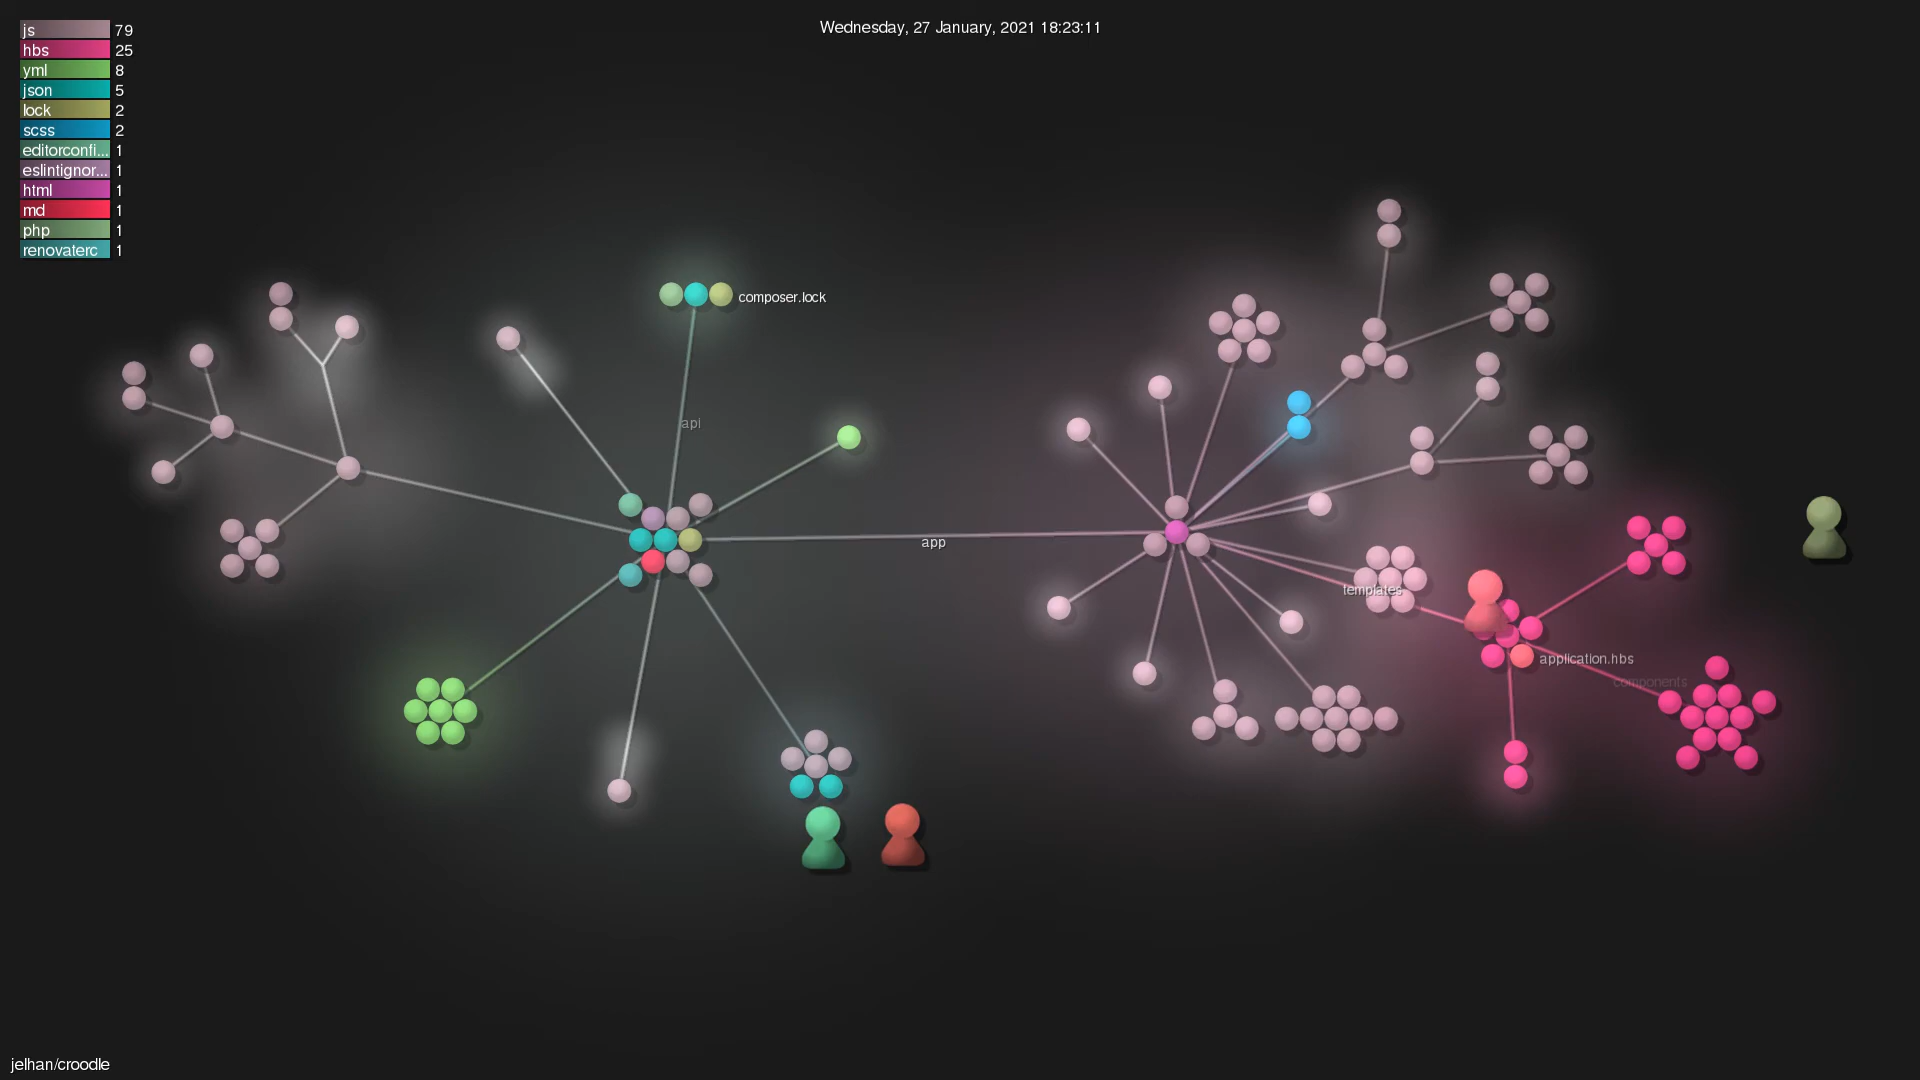 Wednesday, 27 January, 2021 18:23:11
js 79
hbs 25
yml 8
json 5
lock 2
scss 2
editorconfi... 1
eslintignor... 1
html 1
md 1
php 1
renovaterc 1
composer.lock
api
app
templates
application.hbs
components
jelhan/croodle